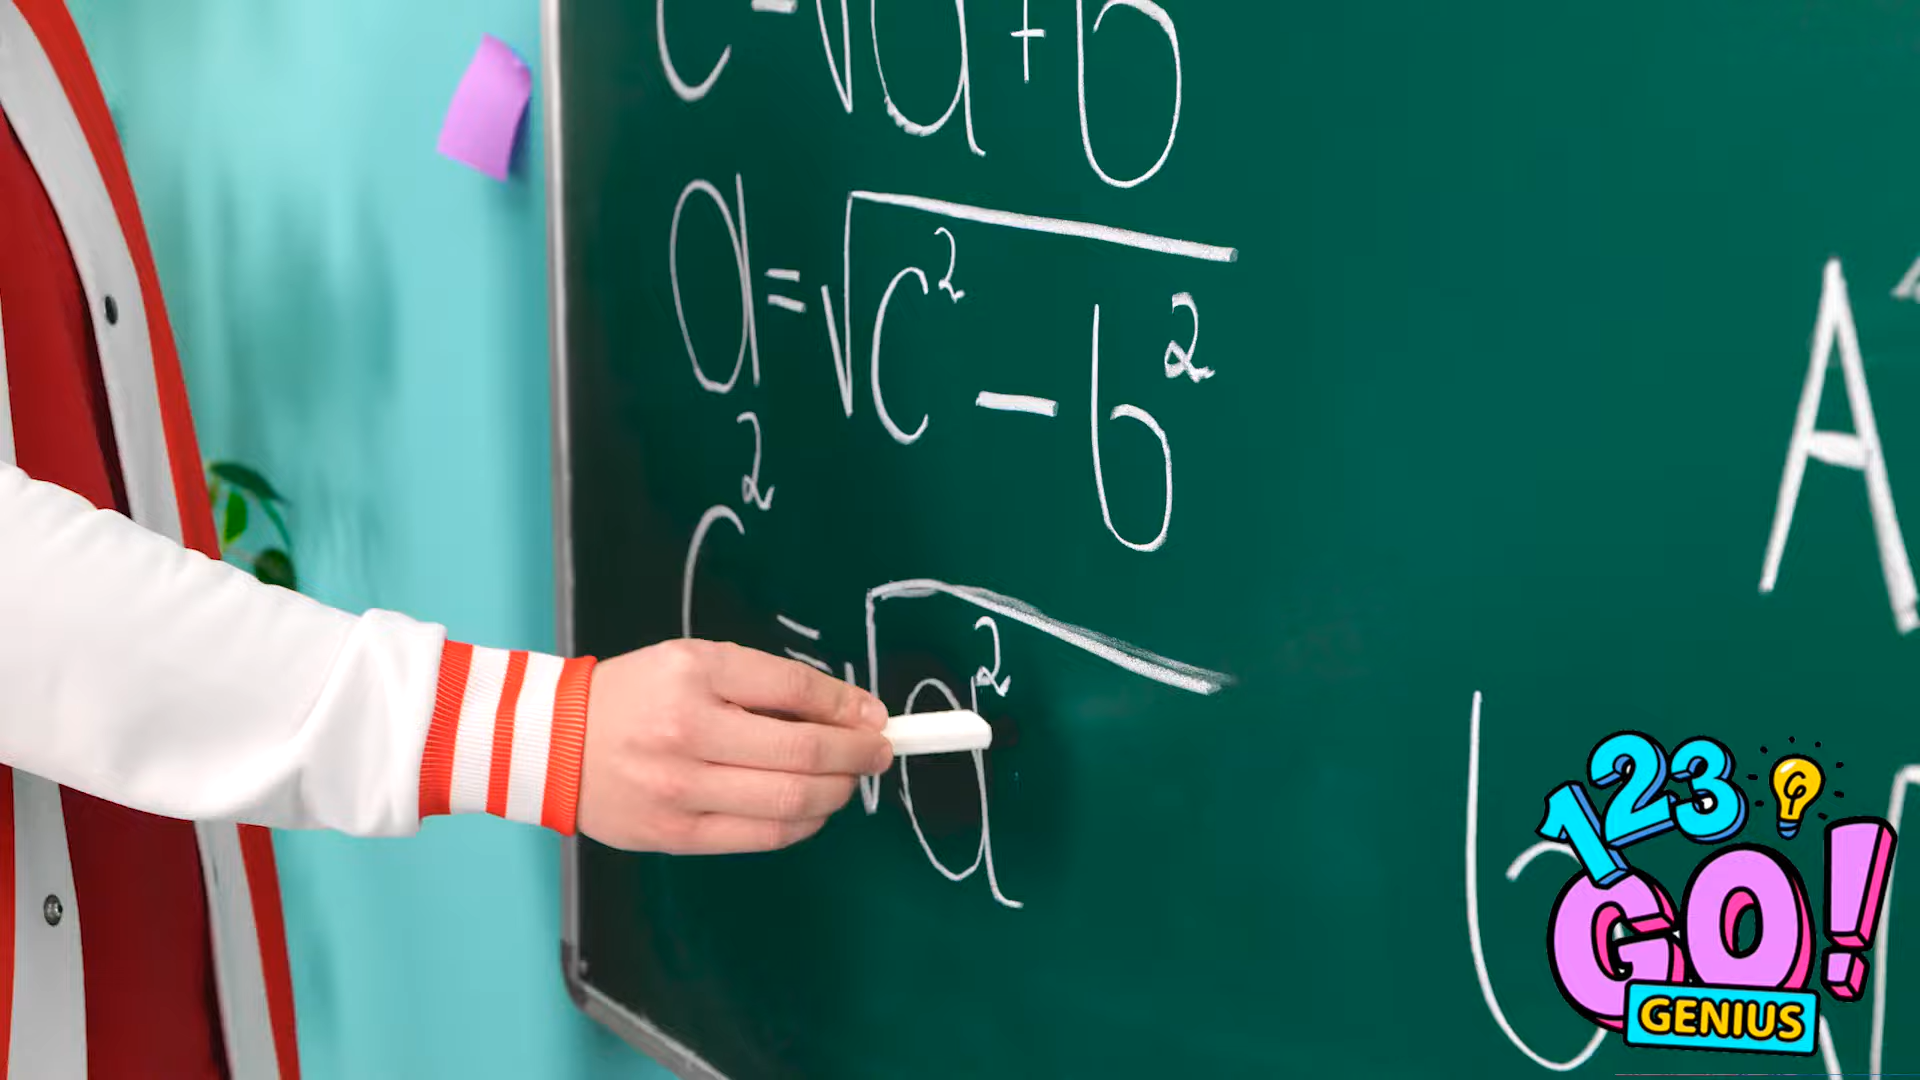 c = √a + b
a = √c² − b²
c² = √a²
A
b
123
GO!
GENIUS